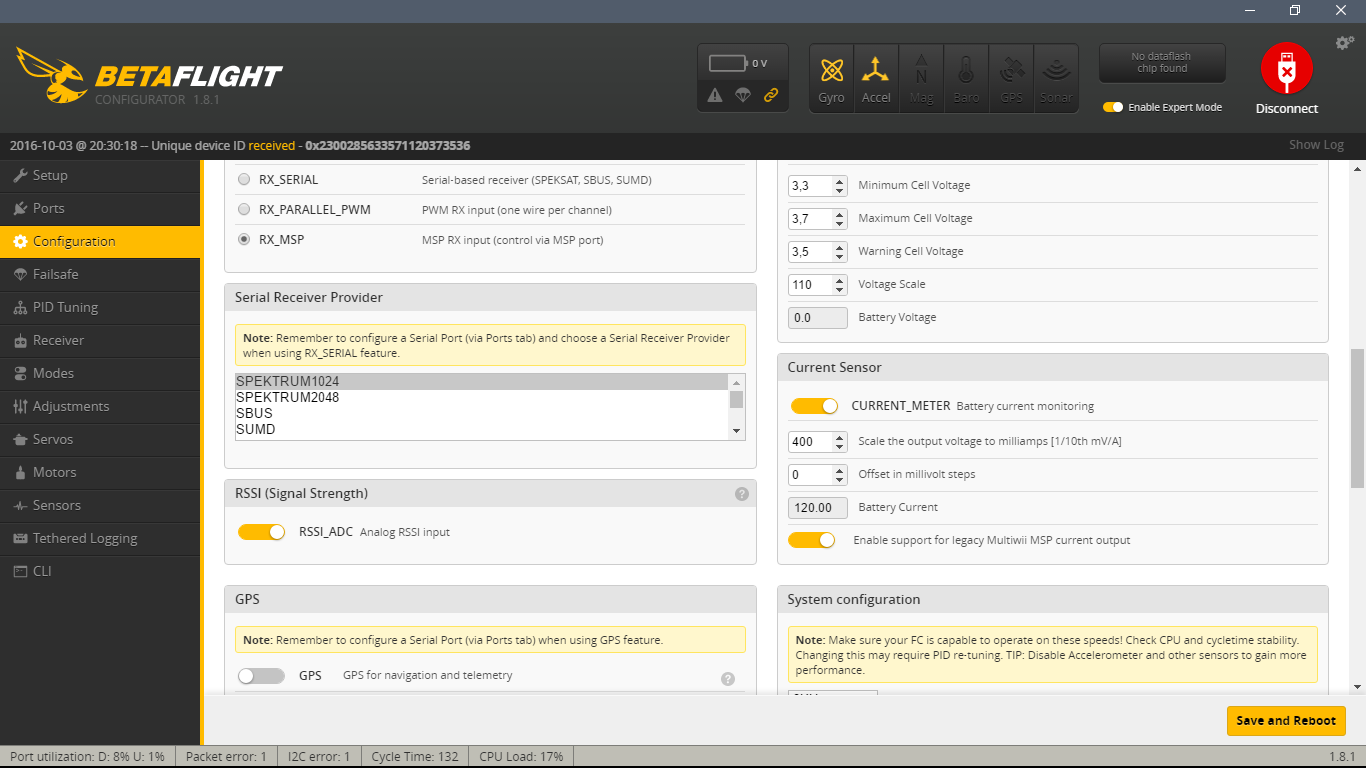 BETAFLIGHT
CONFIGURATOR 1.8.1
0 V
Gyro
Accel
Mag
Baro
GPS
Sonar
No dataflash
chip found
Enable Expert Mode
Disconnect
2016-10-03 @ 20:30:18 -- Unique device ID received - 0x2300285633571120373536
Show Log
Setup
Ports
Configuration
Failsafe
PID Tuning
Receiver
Modes
Adjustments
Servos
Motors
Sensors
Tethered Logging
CLI
RX_SERIAL Serial-based receiver (SPEKSAT, SBUS, SUMD)
RX_PARALLEL_PWM PWM RX input (one wire per channel)
RX_MSP MSP RX input (control via MSP port)
Serial Receiver Provider
Note: Remember to configure a Serial Port (via Ports tab) and choose a Serial Receiver Provider
when using RX_SERIAL feature.
SPEKTRUM1024
SPEKTRUM2048
SBUS
SUMD
RSSI (Signal Strength) ?
RSSI_ADC Analog RSSI input
GPS
Note: Remember to configure a Serial Port (via Ports tab) when using GPS feature.
GPS GPS for navigation and telemetry ?
3,3 Minimum Cell Voltage
3,7 Maximum Cell Voltage
3,5 Warning Cell Voltage
110 Voltage Scale
0.0 Battery Voltage
Current Sensor
CURRENT_METER Battery current monitoring
400 Scale the output voltage to milliamps [1/10th mV/A]
0 Offset in millivolt steps
120.00 Battery Current
Enable support for legacy Multiwii MSP current output
System configuration
Note: Make sure your FC is capable to operate on these speeds! Check CPU and cycletime stability.
Changing this may require PID re-tuning. TIP: Disable Accelerometer and other sensors to gain more
performance.
Save and Reboot
Port utilization: D: 8% U: 1% Packet error: 1 I2C error: 1 Cycle Time: 132 CPU Load: 17% 1.8.1